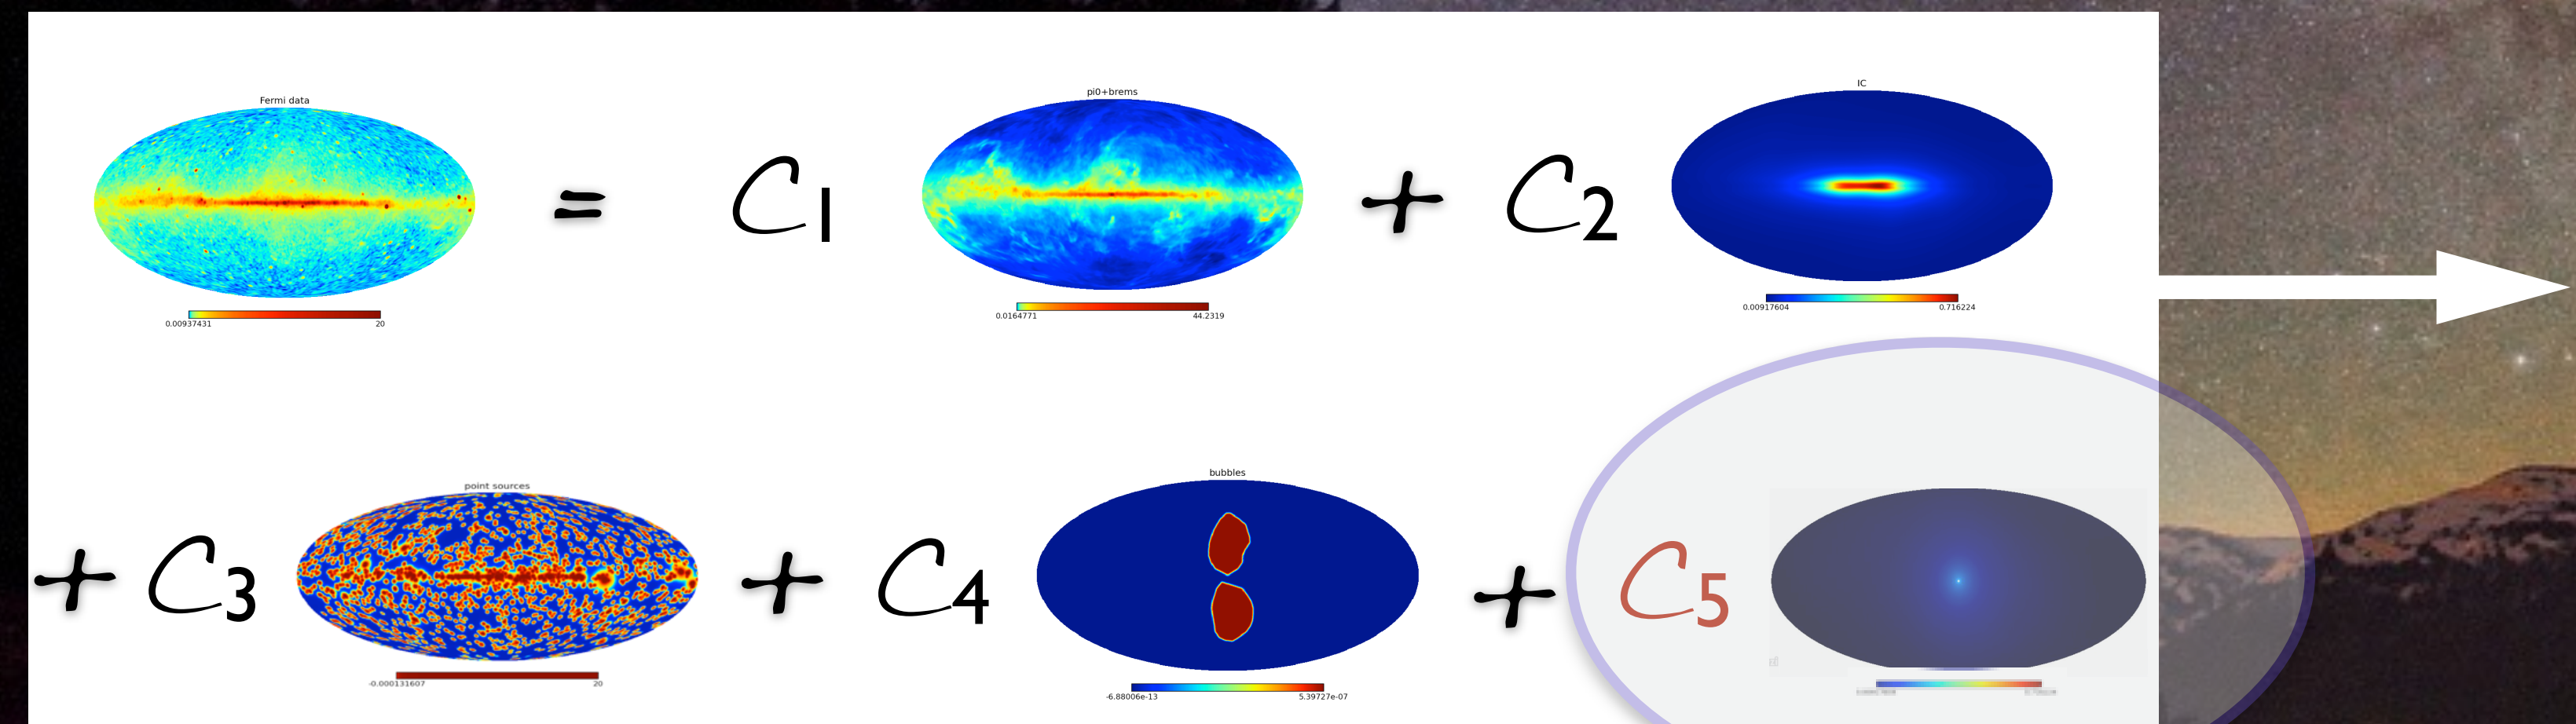 Fermi data
pi0+brems
IC
= C1 + C2
0.00937431 20
0.0164771 44.2319
0.00917604 0.716224
point sources
bubbles
+ C3 + C4 + C5
-0.000131607 20
-6.88006e-13 5.39727e-07